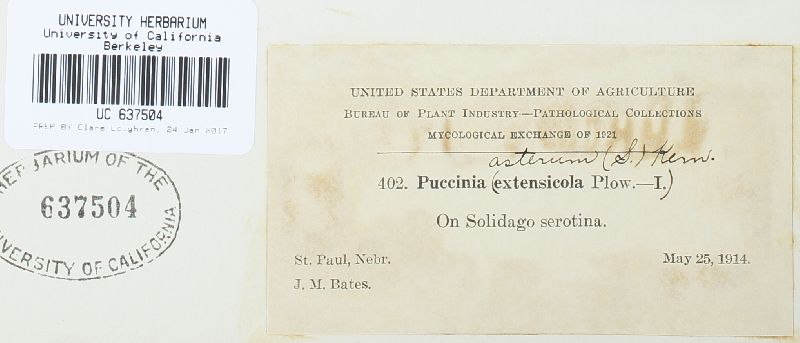 UNIVERSITY HERBARIUM
University of California
Berkeley
UC 637504
PREP BY Clare Loughran, 24 Jan 2017
HERBARIUM OF THE
637504
UNIVERSITY OF CALIFORNIA
UNITED STATES DEPARTMENT OF AGRICULTURE
BUREAU OF PLANT INDUSTRY—PATHOLOGICAL COLLECTIONS
MYCOLOGICAL EXCHANGE OF 1921
asterum (S.) Kern.
402. Puccinia (extensicola Plow.—I.)
On Solidago serotina.
St. Paul, Nebr. May 25, 1914.
J. M. Bates.